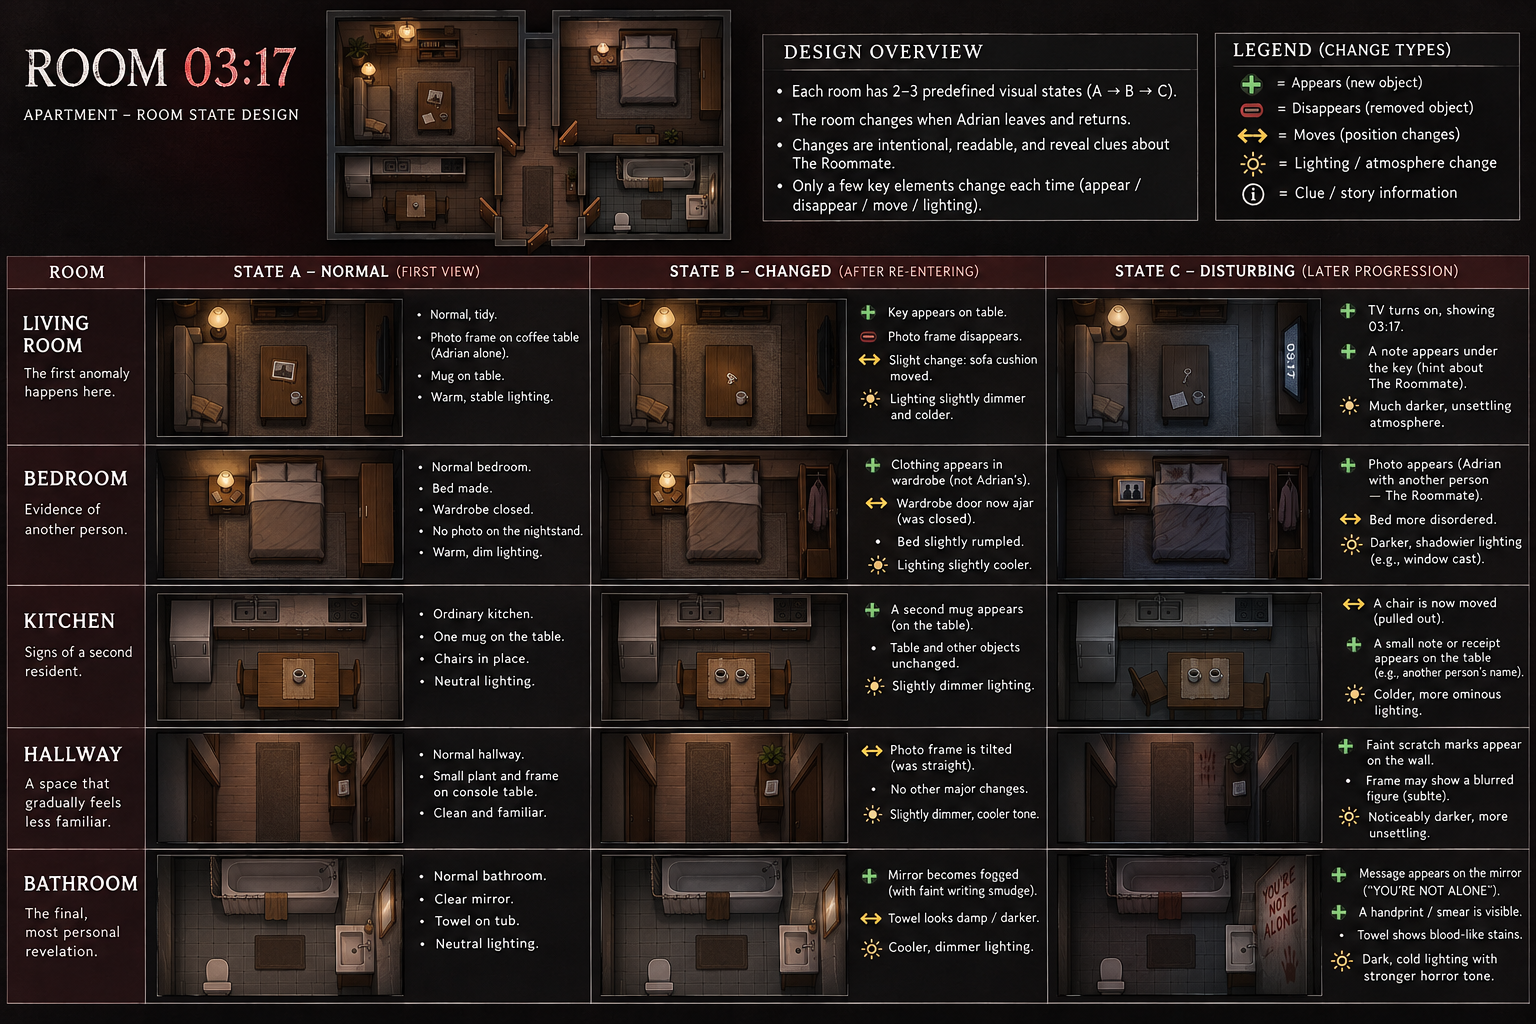 ROOM 03:17
APARTMENT – ROOM STATE DESIGN
DESIGN OVERVIEW
• Each room has 2–3 predefined visual states (A → B → C).
• The room changes when Adrian leaves and returns.
• Changes are intentional, readable, and reveal clues about
The Roommate.
• Only a few key elements change each time (appear /
disappear / move / lighting).
LEGEND (CHANGE TYPES)
= Appears (new object)
= Disappears (removed object)
= Moves (position changes)
= Lighting / atmosphere change
= Clue / story information
ROOM
STATE A – NORMAL (FIRST VIEW)
STATE B – CHANGED (AFTER RE-ENTERING)
STATE C – DISTURBING (LATER PROGRESSION)
LIVING
ROOM
The first anomaly
happens here.
• Normal, tidy.
• Photo frame on coffee table
(Adrian alone).
• Mug on table.
• Warm, stable lighting.
Key appears on table.
Photo frame disappears.
Slight change: sofa cushion
moved.
Lighting slightly dimmer
and colder.
09.17
TV turns on, showing
03:17.
A note appears under
the key (hint about
The Roommate).
Much darker, unsettling
atmosphere.
BEDROOM
Evidence of
another person.
• Normal bedroom.
• Bed made.
• Wardrobe closed.
• No photo on the nightstand.
• Warm, dim lighting.
Clothing appears in
wardrobe (not Adrian's).
Wardrobe door now ajar
(was closed).
• Bed slightly rumpled.
Lighting slightly cooler.
Photo appears (Adrian
with another person
— The Roommate).
Bed more disordered.
Darker, shadowier lighting
(e.g., window cast).
KITCHEN
Signs of a second
resident.
• Ordinary kitchen.
• One mug on the table.
• Chairs in place.
• Neutral lighting.
A second mug appears
(on the table).
• Table and other objects
unchanged.
Slightly dimmer lighting.
A chair is now moved
(pulled out).
A small note or receipt
appears on the table
(e.g., another person's name).
Colder, more ominous
lighting.
HALLWAY
A space that
gradually feels
less familiar.
• Normal hallway.
• Small plant and frame
on console table.
• Clean and familiar.
Photo frame is tilted
(was straight).
• No other major changes.
Slightly dimmer, cooler tone.
Faint scratch marks appear
on the wall.
• Frame may show a blurred
figure (subtte).
Noticeably darker, more
unsettling.
BATHROOM
The final,
most personal
revelation.
• Normal bathroom.
• Clear mirror.
• Towel on tub.
• Neutral lighting.
Mirror becomes fogged
(with faint writing smudge).
Towel looks damp / darker.
Cooler, dimmer lighting.
YOU'RE
NOT
ALONE
Message appears on the mirror
("YOU'RE NOT ALONE").
A handprint / smear is visible.
• Towel shows blood-like stains.
Dark, cold lighting with
stronger horror tone.